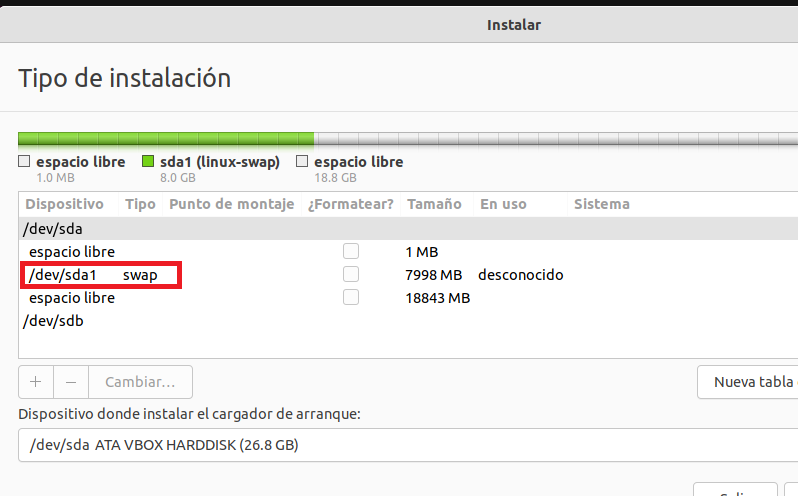 Instalar
Tipo de instalación
espacio libre sda1 (linux-swap) espacio libre
1.0 MB 8.0 GB 18.8 GB
Dispositivo Tipo Punto de montaje ¿Formatear? Tamaño En uso Sistema
/dev/sda
espacio libre 1 MB
/dev/sda1 swap 7998 MB desconocido
espacio libre 18843 MB
/dev/sdb
+ − Cambiar... Nueva tabla
Dispositivo donde instalar el cargador de arranque:
/dev/sda ATA VBOX HARDDISK (26.8 GB)